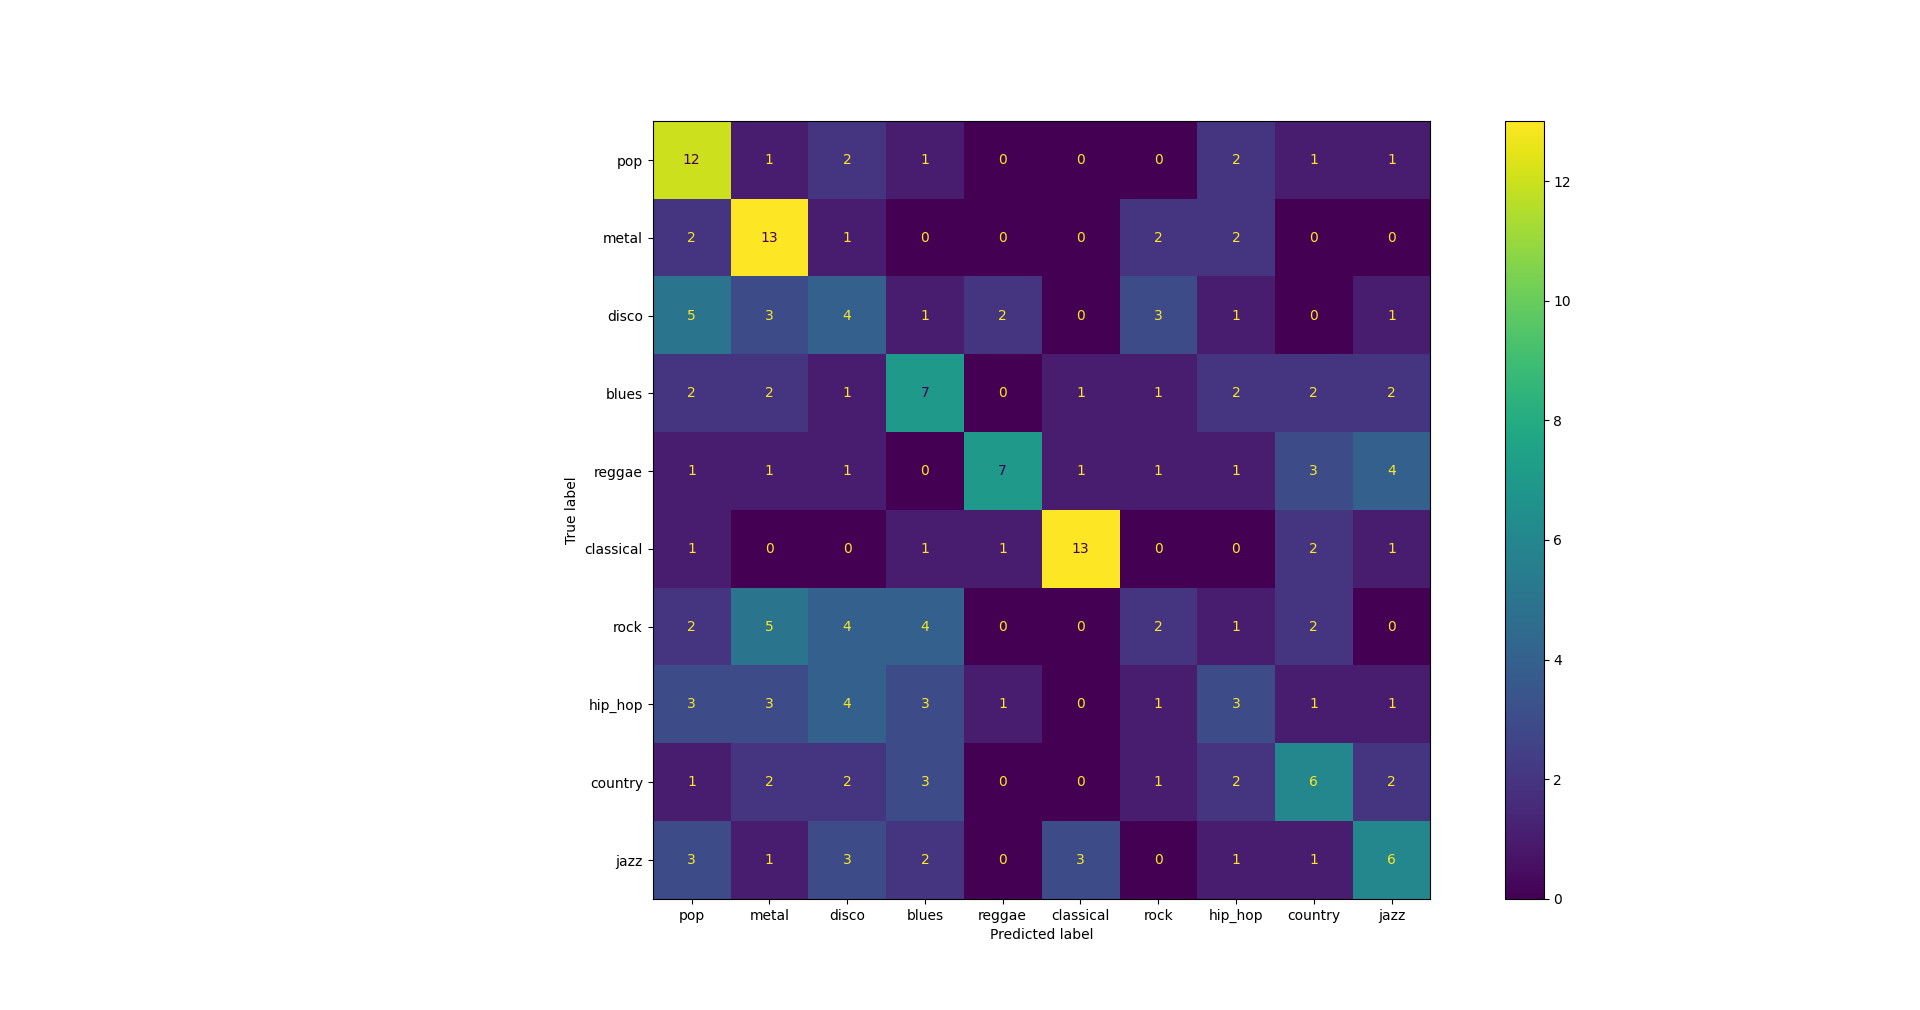 pop 12 1 2 1 0 0 0 2 1 1
metal 2 13 1 0 0 0 2 2 0 0
disco 5 3 4 1 2 0 3 1 0 1
blues 2 2 1 7 0 1 1 2 2 2
reggae 1 1 1 0 7 1 1 1 3 4
classical 1 0 0 1 1 13 0 0 2 1
rock 2 5 4 4 0 0 2 1 2 0
hip_hop 3 3 4 3 1 0 1 3 1 1
country 1 2 2 3 0 0 1 2 6 2
jazz 3 1 3 2 0 3 0 1 1 6
pop metal disco blues reggae classical rock hip_hop country jazz
Predicted label
True label
12
10
8
6
4
2
0